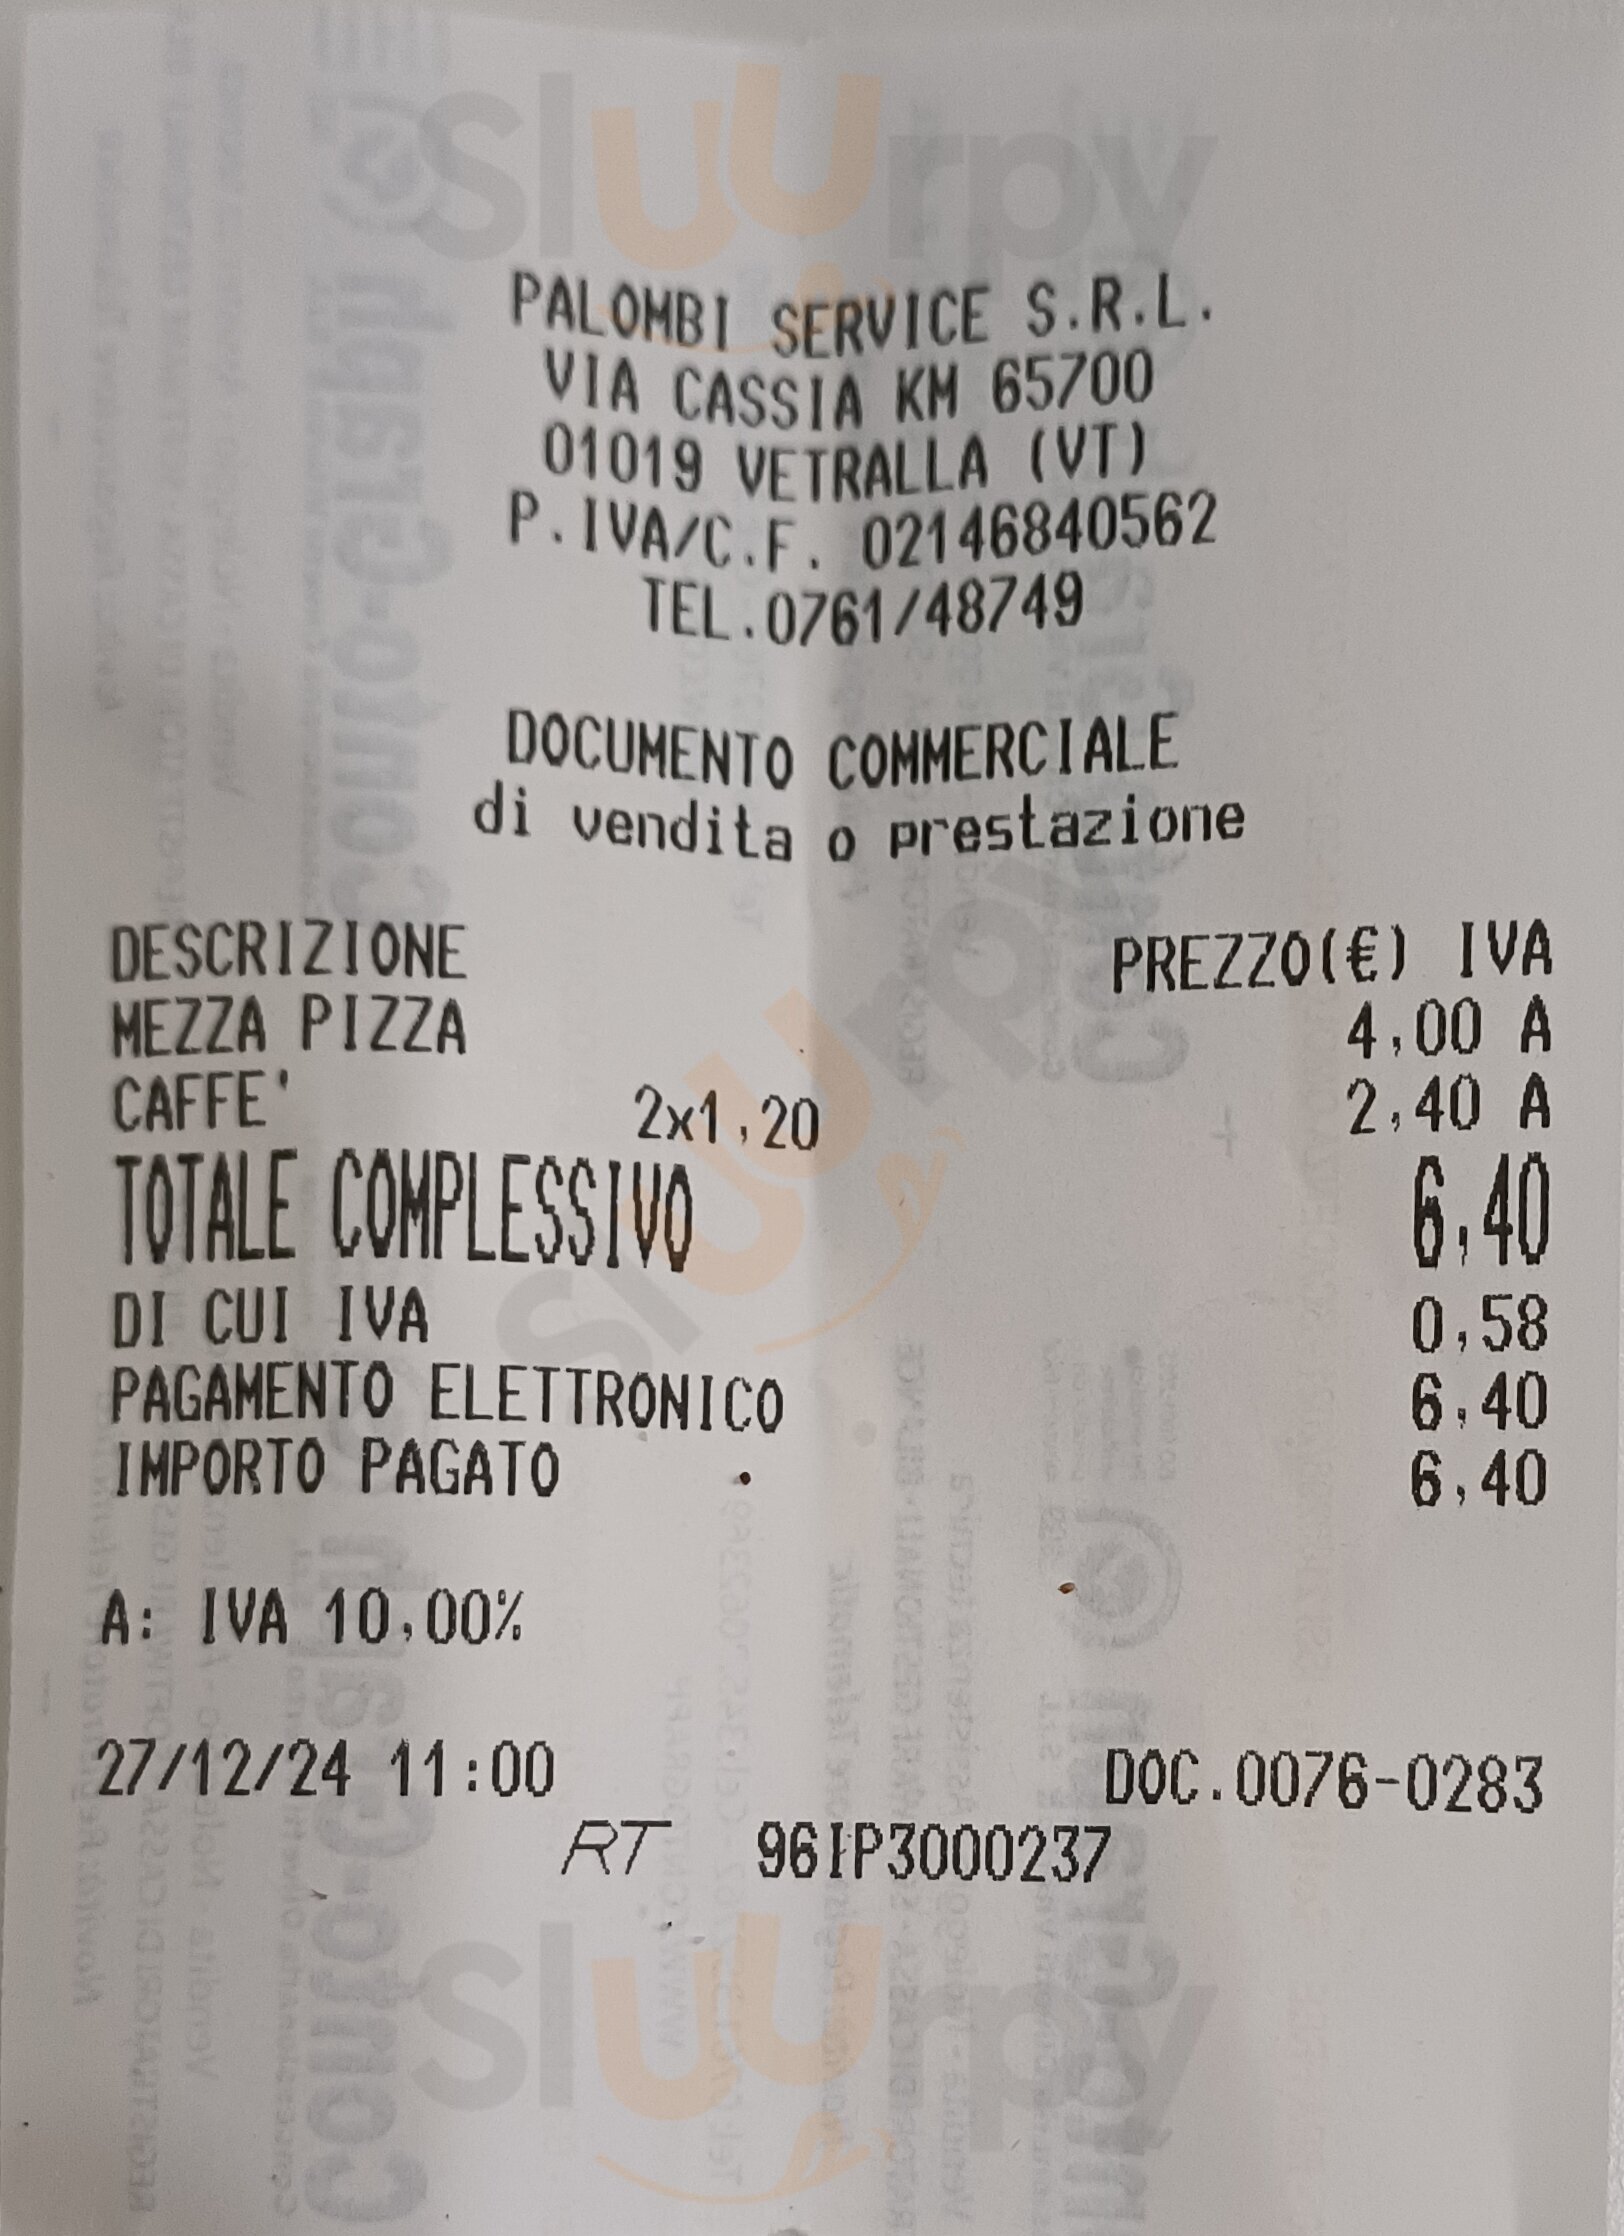 Sluurpy
PALOMBI SERVICE S.R.L.
VIA CASSIA KM 65700
01019 VETRALLA (VT)
P.IVA/C.F. 02146840562
TEL.0761/48749
DOCUMENTO COMMERCIALE
di vendita o prestazione
DESCRIZIONE PREZZO(€) IVA
MEZZA PIZZA 4,00 A
CAFFE' 2x1,20 2,40 A
TOTALE COMPLESSIVO 6,40
DI CUI IVA 0,58
PAGAMENTO ELETTRONICO 6,40
IMPORTO PAGATO 6,40
A: IVA 10,00%
27/12/24 11:00 DOC.0076-0283
RT 96IP3000237
Sluurpy
Sluurpy